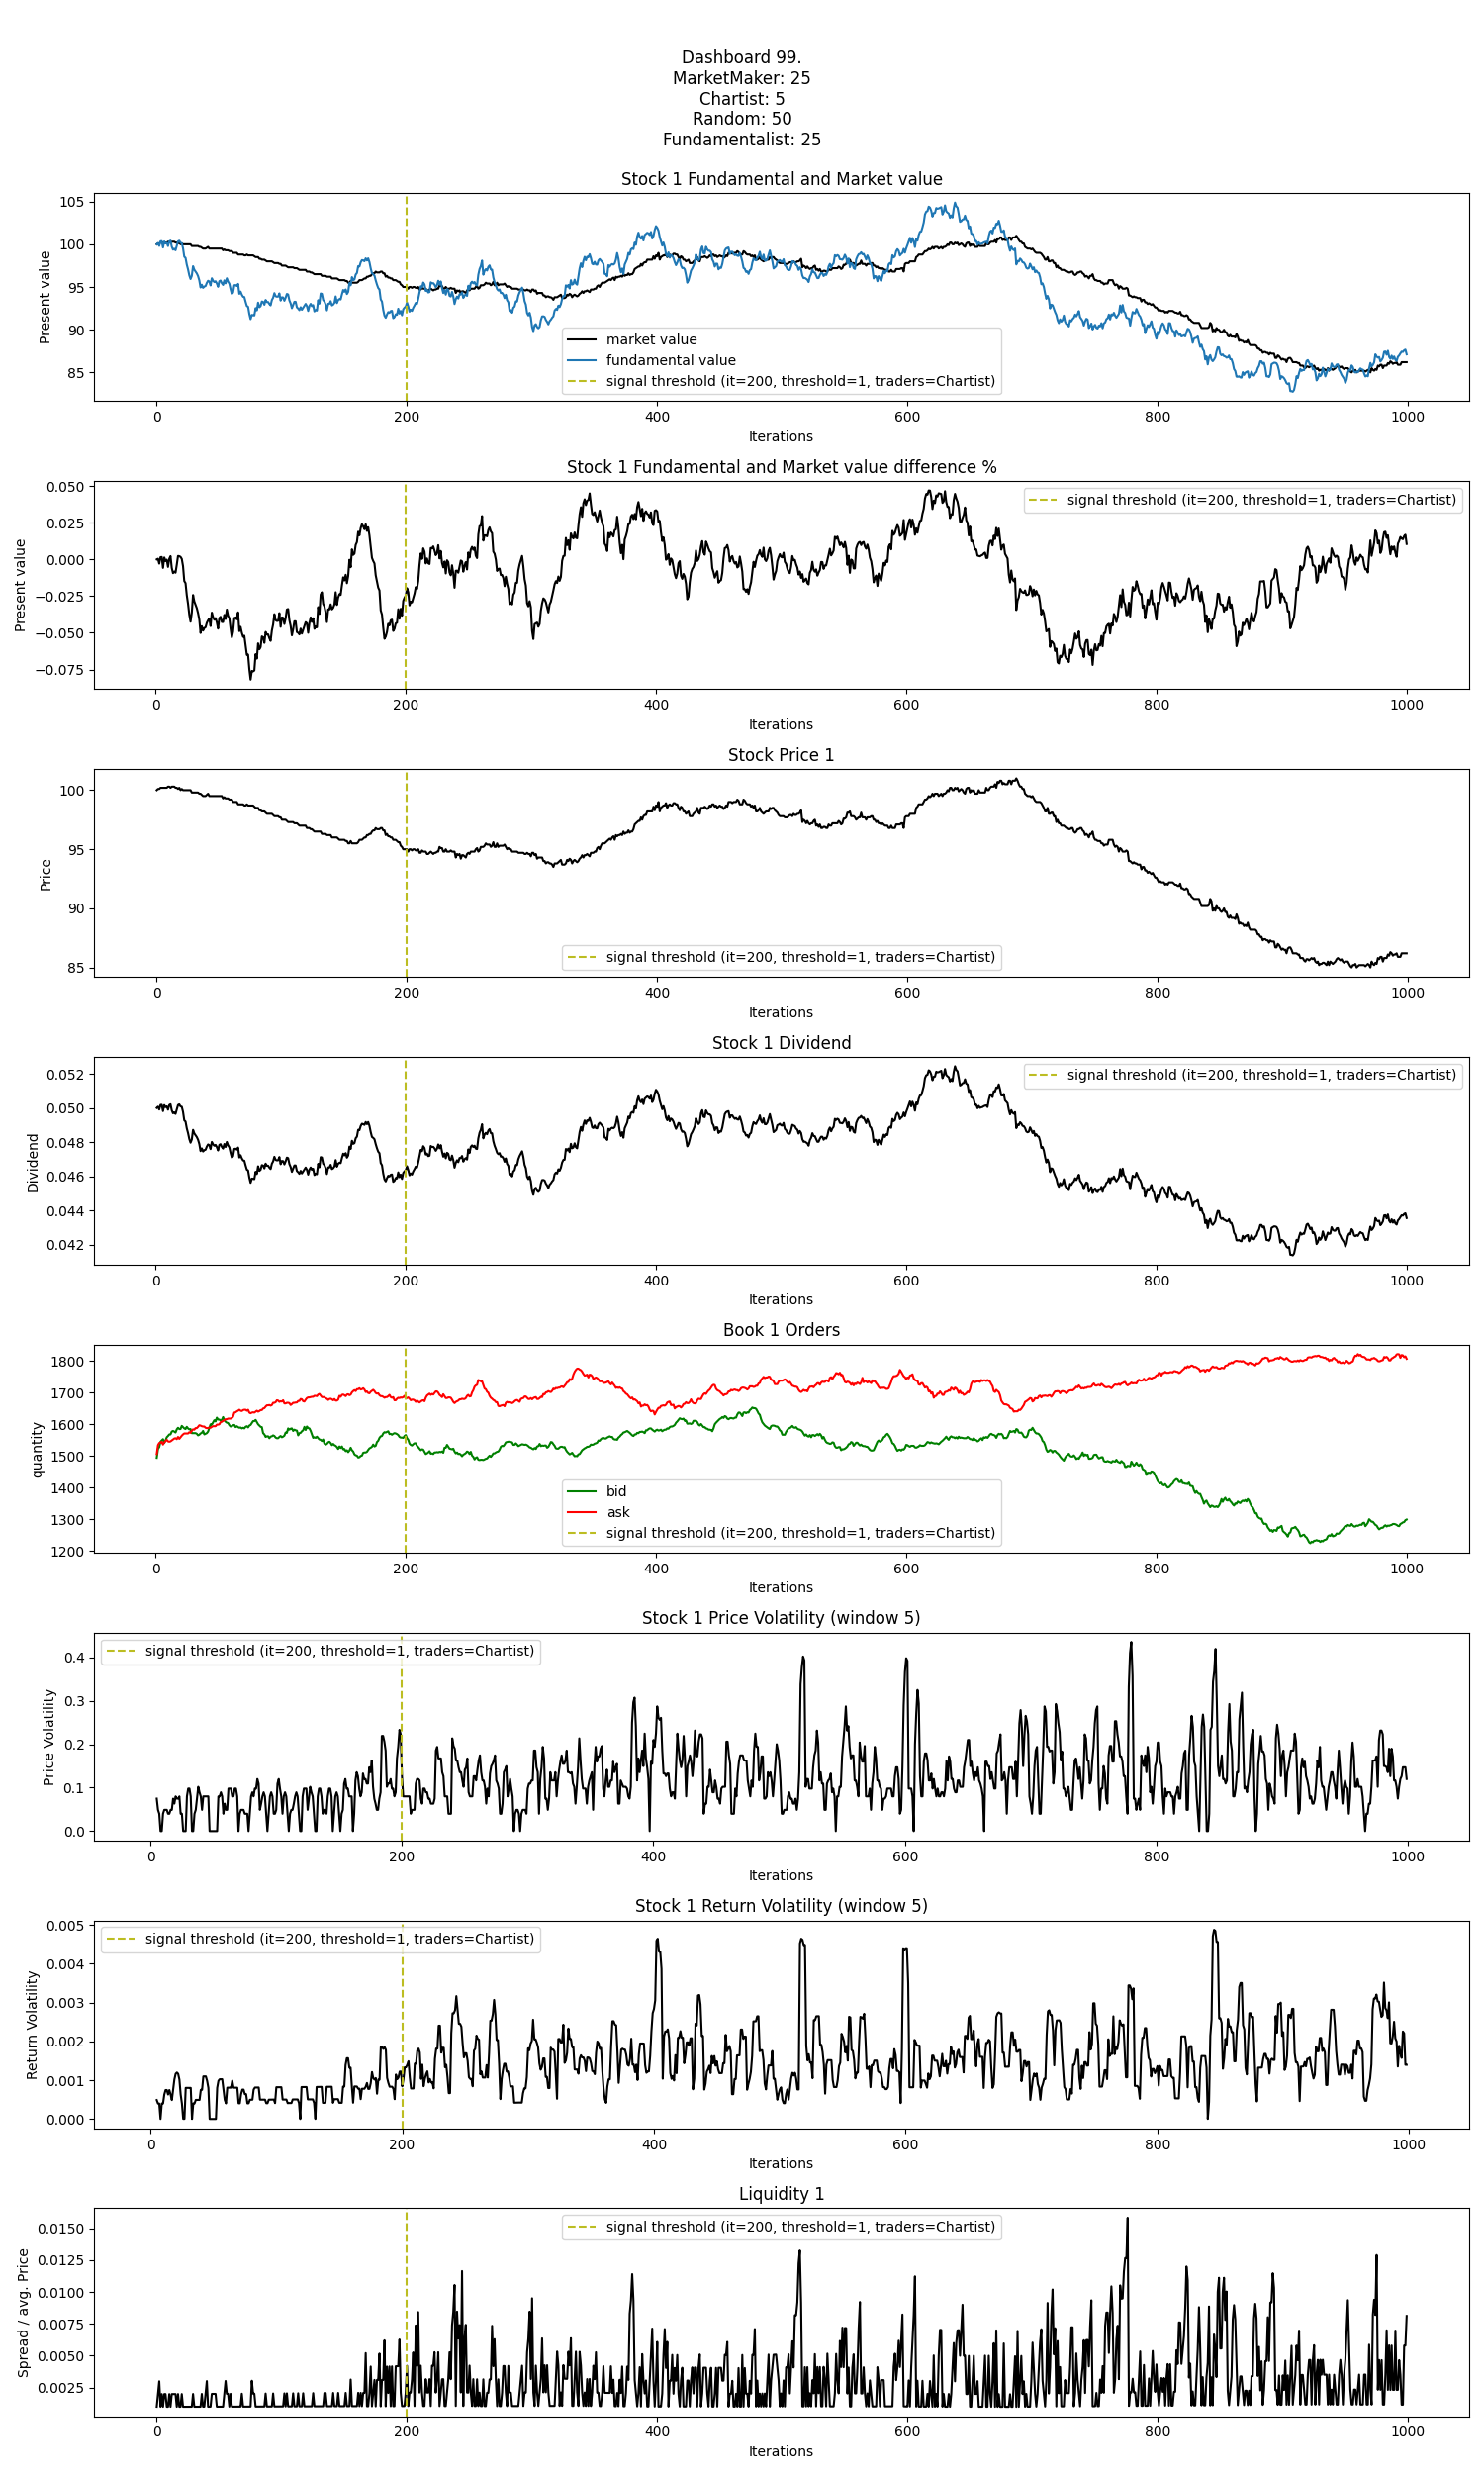 Dashboard 99.
MarketMaker: 25
Chartist: 5
Random: 50
Fundamentalist: 25
Stock 1 Fundamental and Market value
Present value
105
100
95
90
85
market value
fundamental value
signal threshold (it=200, threshold=1, traders=Chartist)
0 200 400 600 800 1000
Iterations
Stock 1 Fundamental and Market value difference %
Present value
0.050
0.025
0.000
−0.025
−0.050
−0.075
signal threshold (it=200, threshold=1, traders=Chartist)
0 200 400 600 800 1000
Iterations
Stock Price 1
Price
100
95
90
85
signal threshold (it=200, threshold=1, traders=Chartist)
0 200 400 600 800 1000
Iterations
Stock 1 Dividend
Dividend
0.052
0.050
0.048
0.046
0.044
0.042
signal threshold (it=200, threshold=1, traders=Chartist)
0 200 400 600 800 1000
Iterations
Book 1 Orders
quantity
1800
1700
1600
1500
1400
1300
1200
bid
ask
signal threshold (it=200, threshold=1, traders=Chartist)
0 200 400 600 800 1000
Iterations
Stock 1 Price Volatility (window 5)
Price Volatility
0.4
0.3
0.2
0.1
0.0
signal threshold (it=200, threshold=1, traders=Chartist)
0 200 400 600 800 1000
Iterations
Stock 1 Return Volatility (window 5)
Return Volatility
0.005
0.004
0.003
0.002
0.001
0.000
signal threshold (it=200, threshold=1, traders=Chartist)
0 200 400 600 800 1000
Iterations
Liquidity 1
Spread / avg. Price
0.0150
0.0125
0.0100
0.0075
0.0050
0.0025
signal threshold (it=200, threshold=1, traders=Chartist)
0 200 400 600 800 1000
Iterations